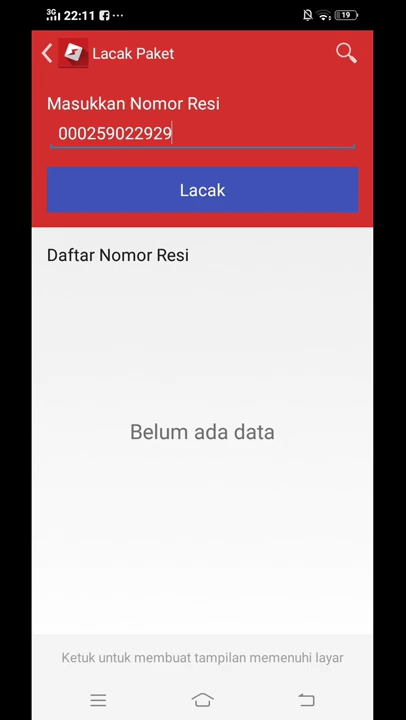 3G 22:11 19
Lacak Paket
Masukkan Nomor Resi
000259022929
Lacak
Daftar Nomor Resi
Belum ada data
Ketuk untuk membuat tampilan memenuhi layar